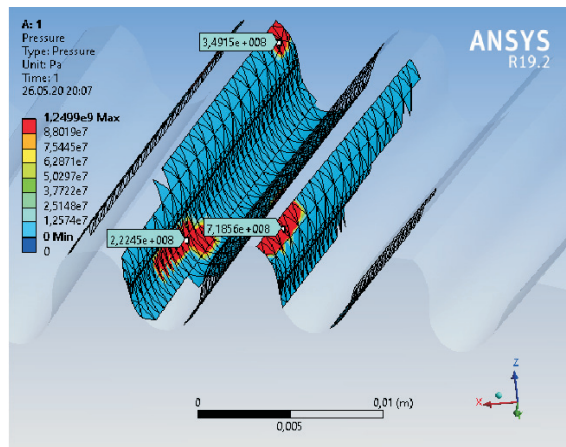 A: 1
Pressure
Type: Pressure
Unit: Pa
Time: 1
26.05.20 20:07
1,2499e9 Max
8,8019e7
7,5445e7
6,2871e7
5,0297e7
3,7722e7
2,5148e7
1,2574e7
0 Min
0
3,4915e+008
2,2245e+008
7,1856e+008
ANSYS
R19.2
0
0,01 (m)
0,005
Z
X